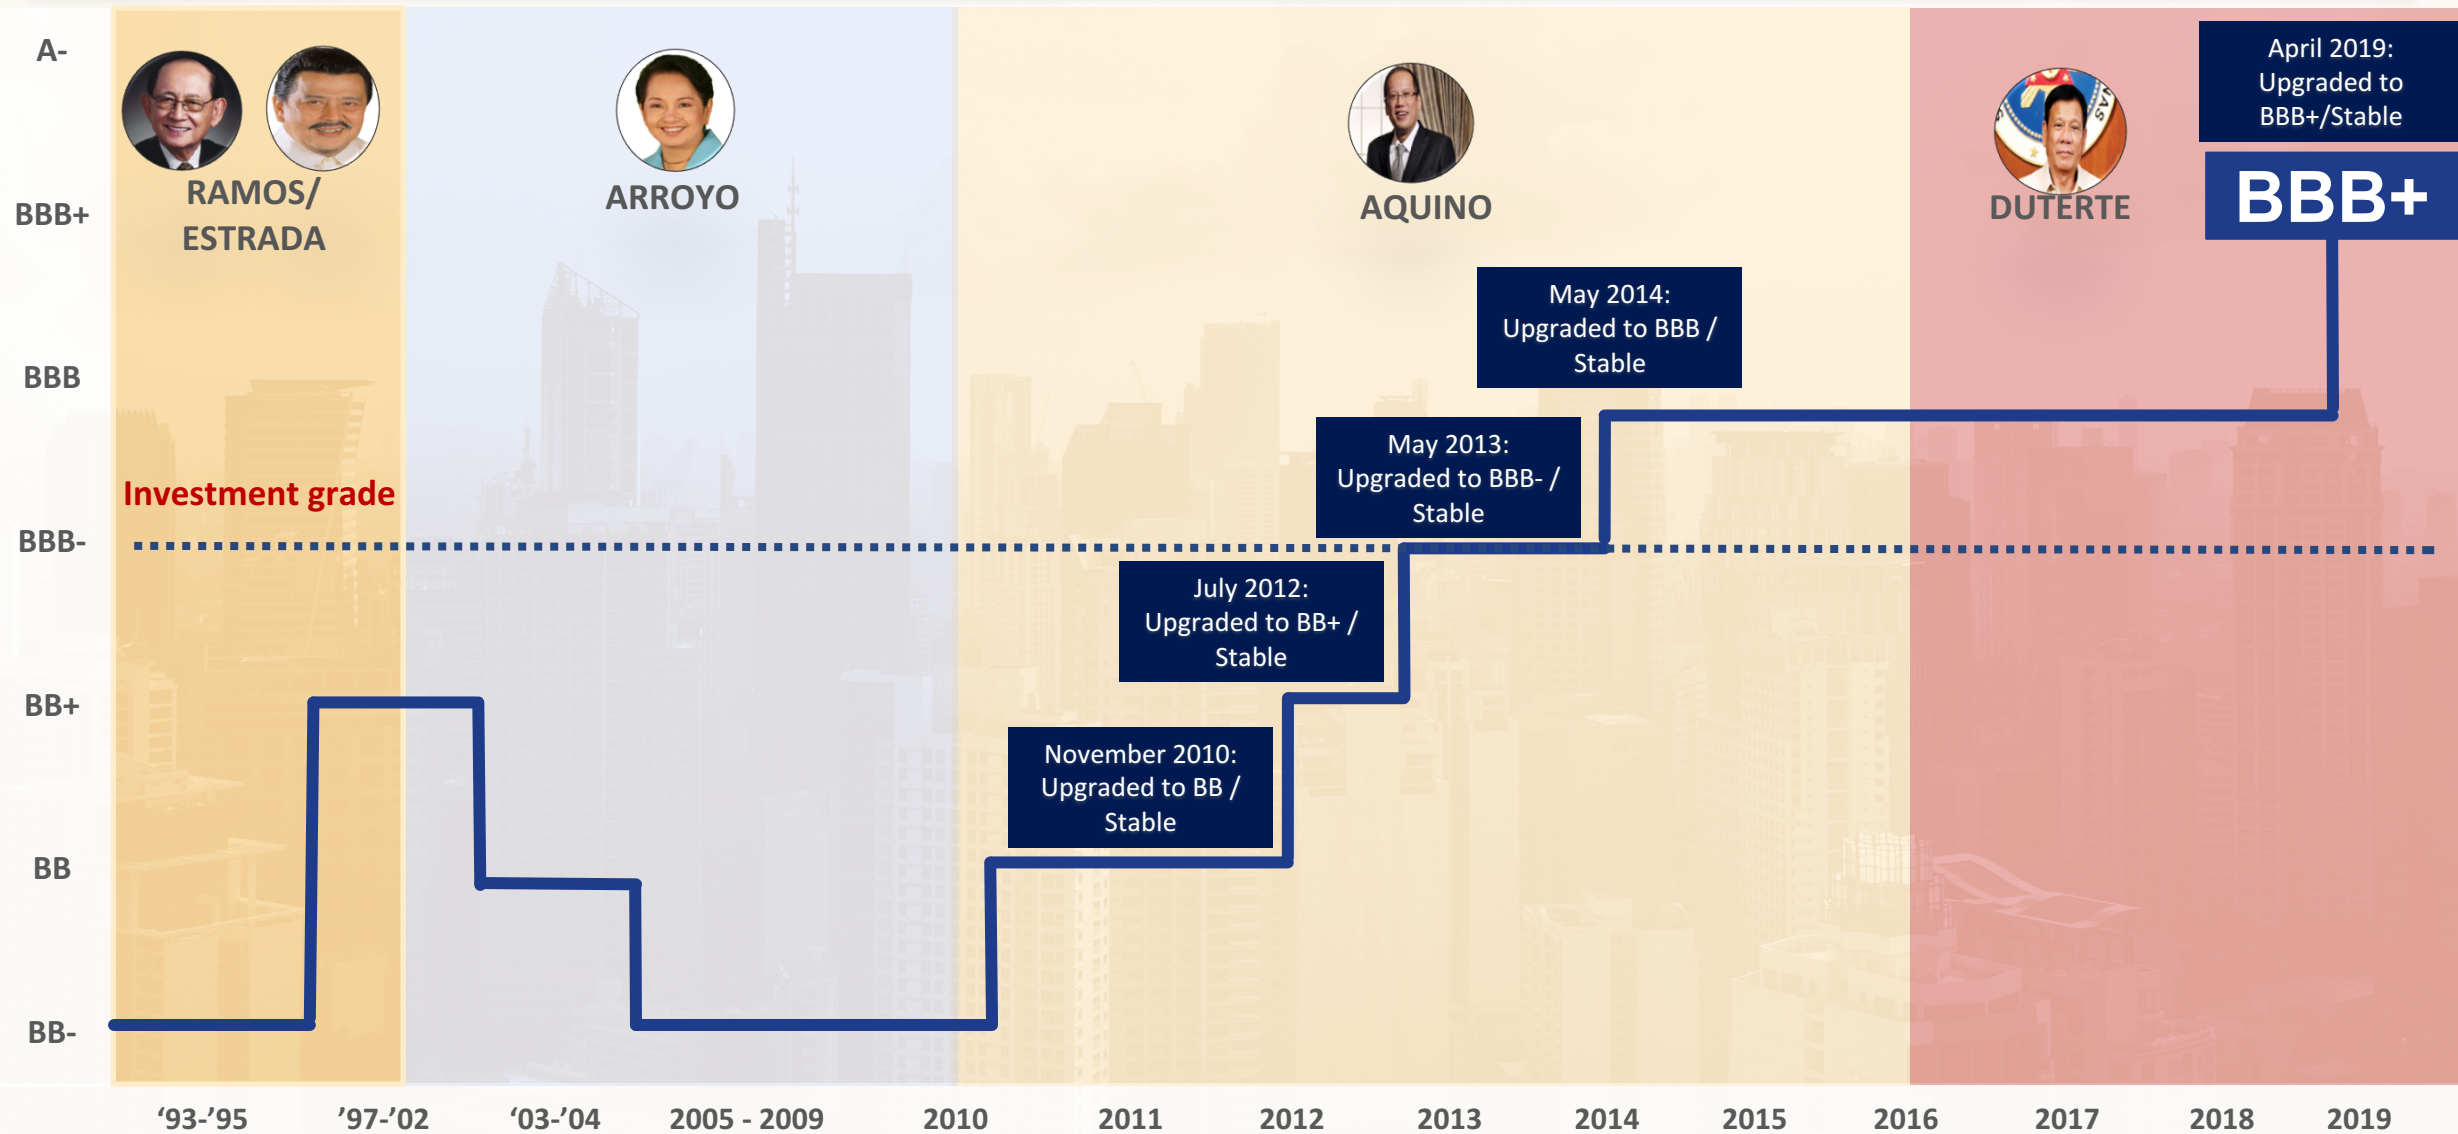 A-
BBB+
BBB
BBB-
BB+
BB
BB-
RAMOS/
ESTRADA
ARROYO
AQUINO
DUTERTE
April 2019:
Upgraded to
BBB+/Stable
BBB+
May 2014:
Upgraded to BBB /
Stable
May 2013:
Upgraded to BBB- /
Stable
Investment grade
July 2012:
Upgraded to BB+ /
Stable
November 2010:
Upgraded to BB /
Stable
‘93-’95
’97-’02
‘03-’04
2005 - 2009
2010
2011
2012
2013
2014
2015
2016
2017
2018
2019